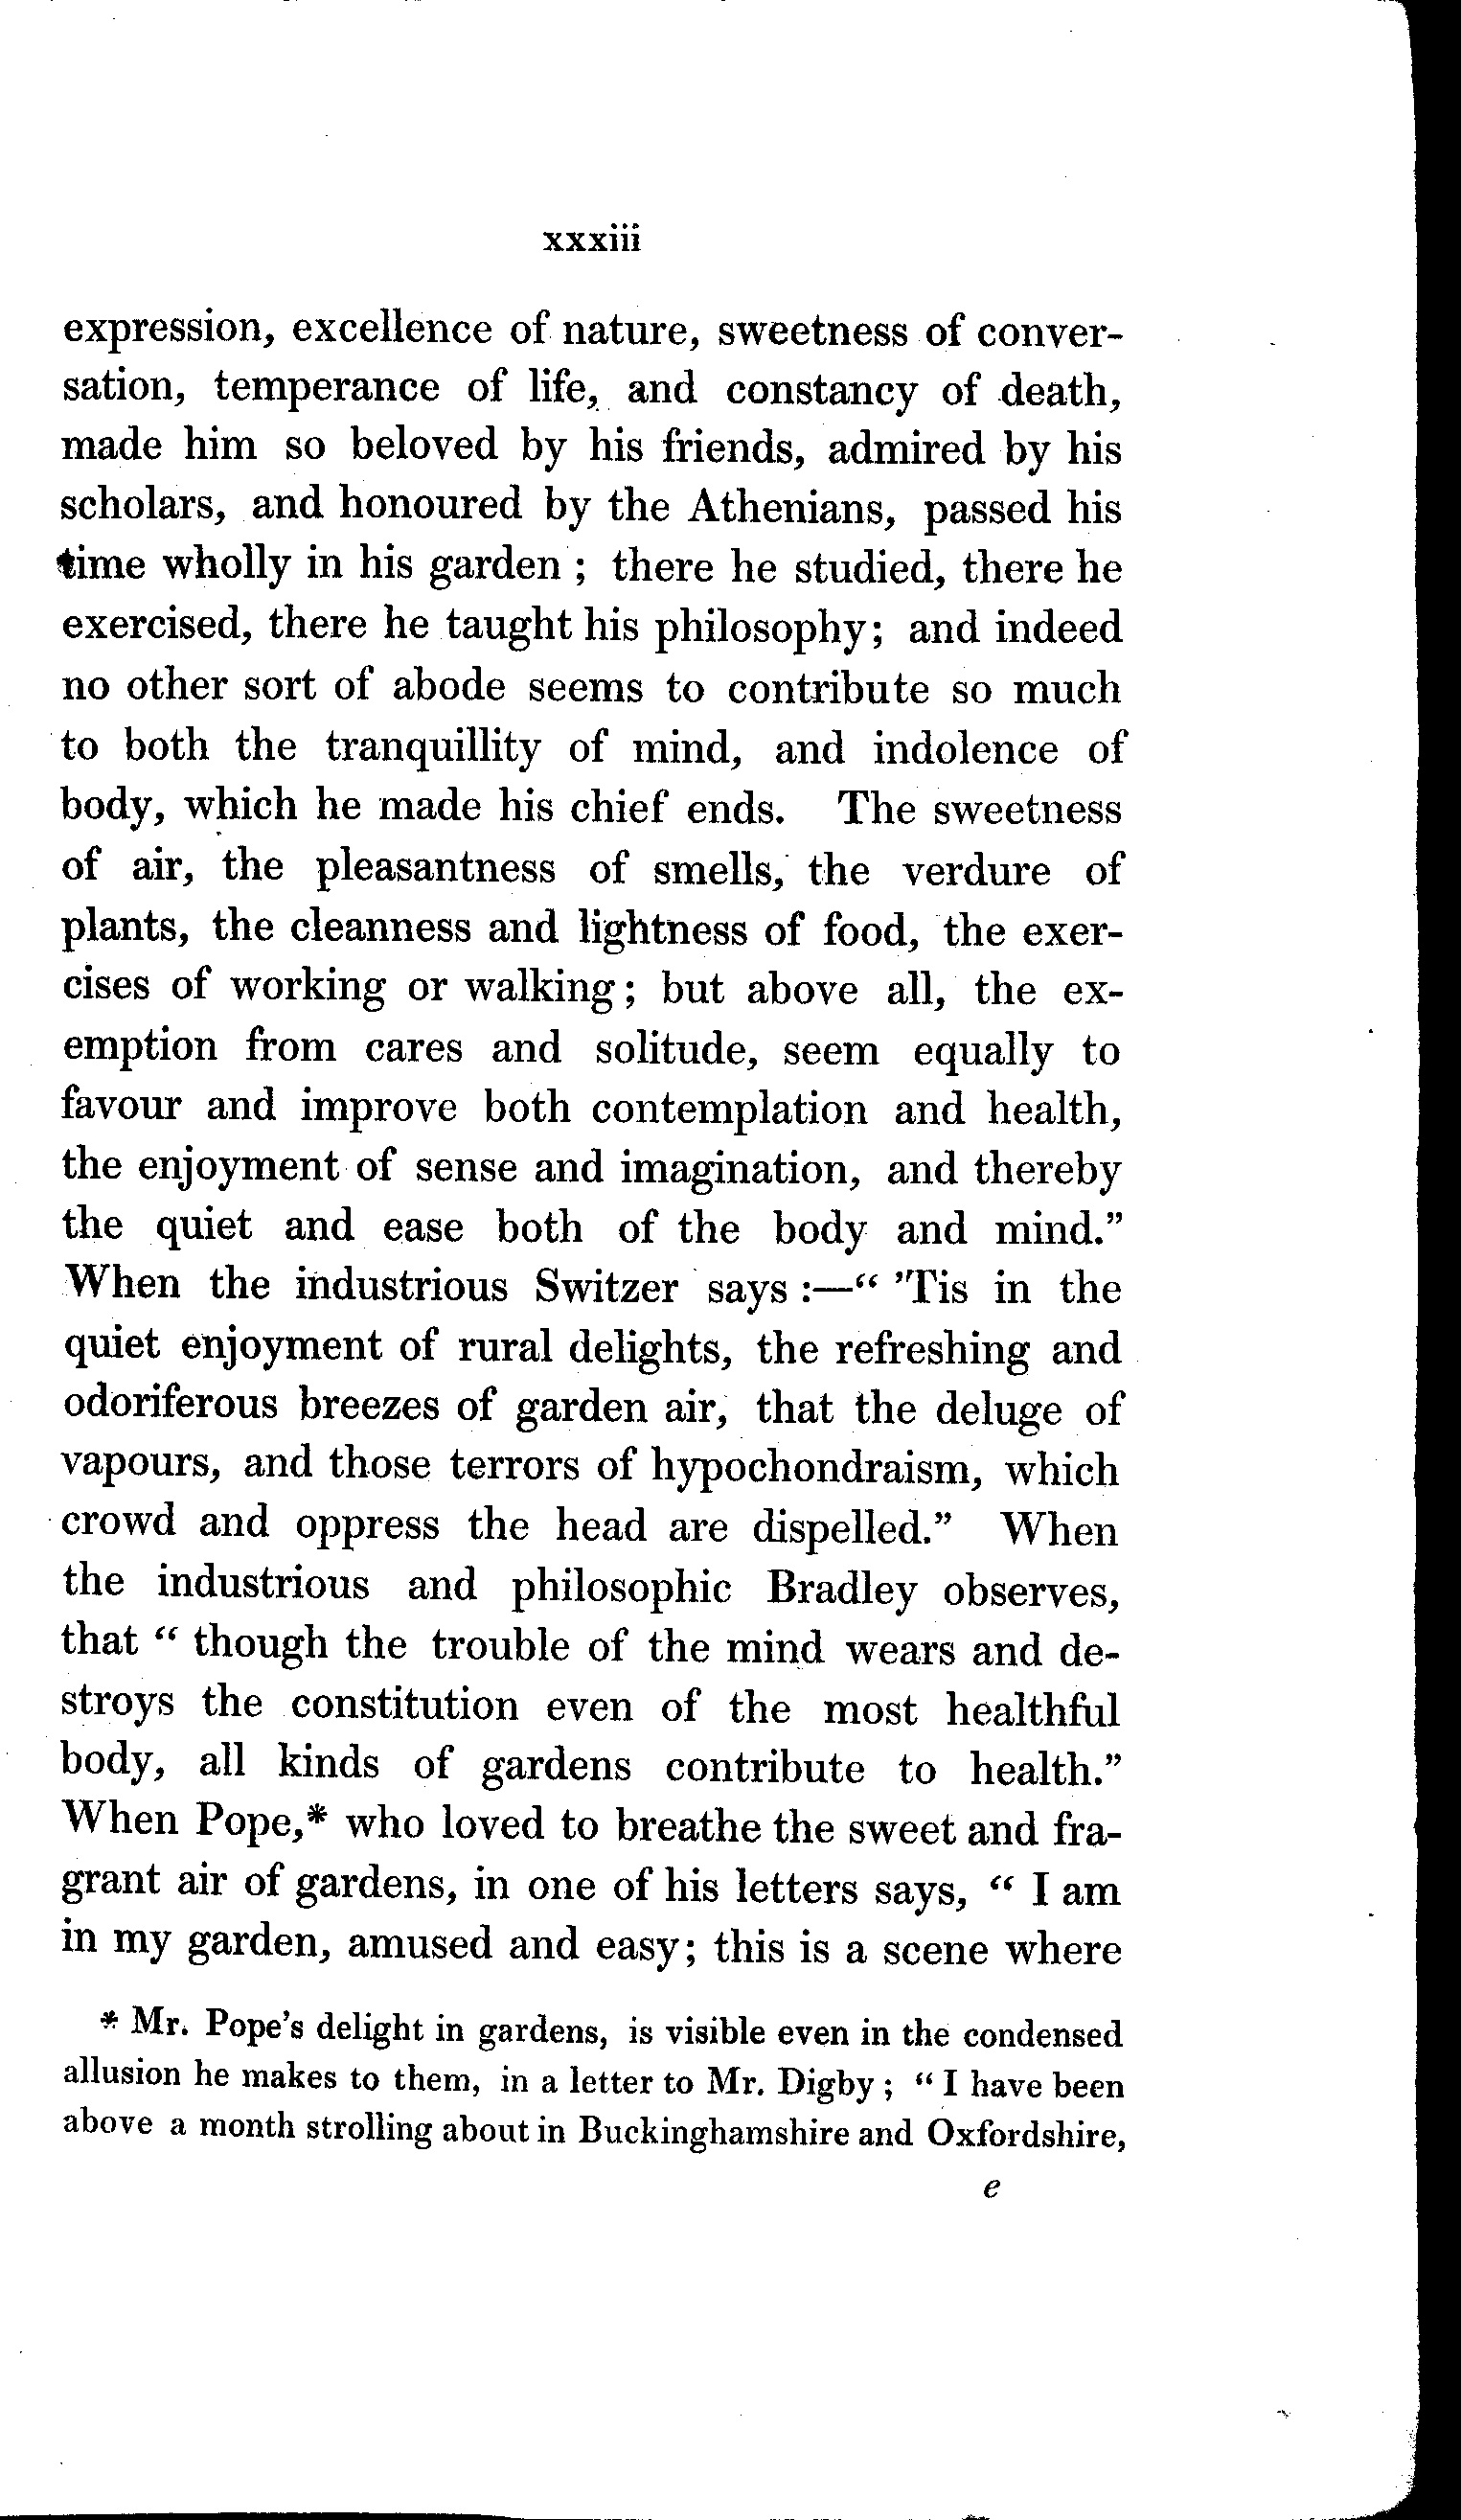 xxxiii
expression, excellence of nature, sweetness of conver-
sation, temperance of life, and constancy of death,
made him so beloved by his friends, admired by his
scholars, and honoured by the Athenians, passed his
time wholly in his garden ; there he studied, there he
exercised, there he taught his philosophy; and indeed
no other sort of abode seems to contribute so much
to both the tranquillity of mind, and indolence of
body, which he made his chief ends. The sweetness
of air, the pleasantness of smells, the verdure of
plants, the cleanness and lightness of food, the exer-
cises of working or walking; but above all, the ex-
emption from cares and solitude, seem equally to
favour and improve both contemplation and health,
the enjoyment of sense and imagination, and thereby
the quiet and ease both of the body and mind.”
When the industrious Switzer says :—“ ’Tis in the
quiet enjoyment of rural delights, the refreshing and
odoriferous breezes of garden air, that the deluge of
vapours, and those terrors of hypochondraism, which
crowd and oppress the head are dispelled.” When
the industrious and philosophic Bradley observes,
that “ though the trouble of the mind wears and de-
stroys the constitution even of the most healthful
body, all kinds of gardens contribute to health.”
When Pope,* who loved to breathe the sweet and fra-
grant air of gardens, in one of his letters says, “ I am
in my garden, amused and easy; this is a scene where
* Mr. Pope’s delight in gardens, is visible even in the condensed
allusion he makes to them, in a letter to Mr. Digby ; “ I have been
above a month strolling about in Buckinghamshire and Oxfordshire,
e